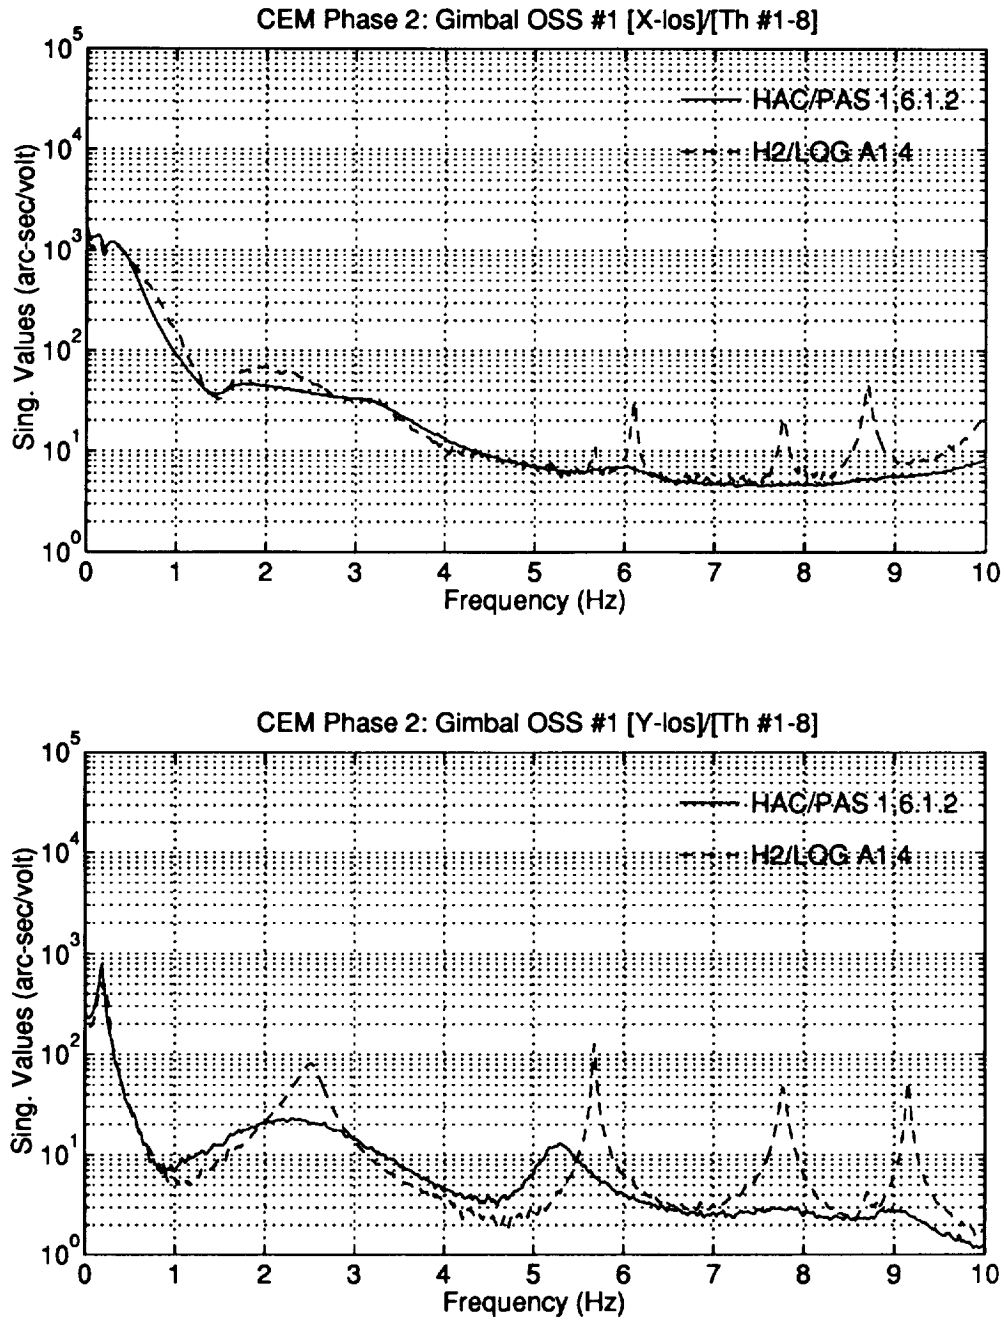 CEM Phase 2: Gimbal OSS #1 [X-los]/[Th #1-8]
10^5
10^4
10^3
10^2
10^1
10^0
Sing. Values (arc-sec/volt)
HAC/PAS 1.6.1.2
H2/LQG A1.4
0 1 2 3 4 5 6 7 8 9 10
Frequency (Hz)
CEM Phase 2: Gimbal OSS #1 [Y-los]/[Th #1-8]
10^5
10^4
10^3
10^2
10^1
10^0
Sing. Values (arc-sec/volt)
HAC/PAS 1.6.1.2
H2/LQG A1.4
0 1 2 3 4 5 6 7 8 9 10
Frequency (Hz)